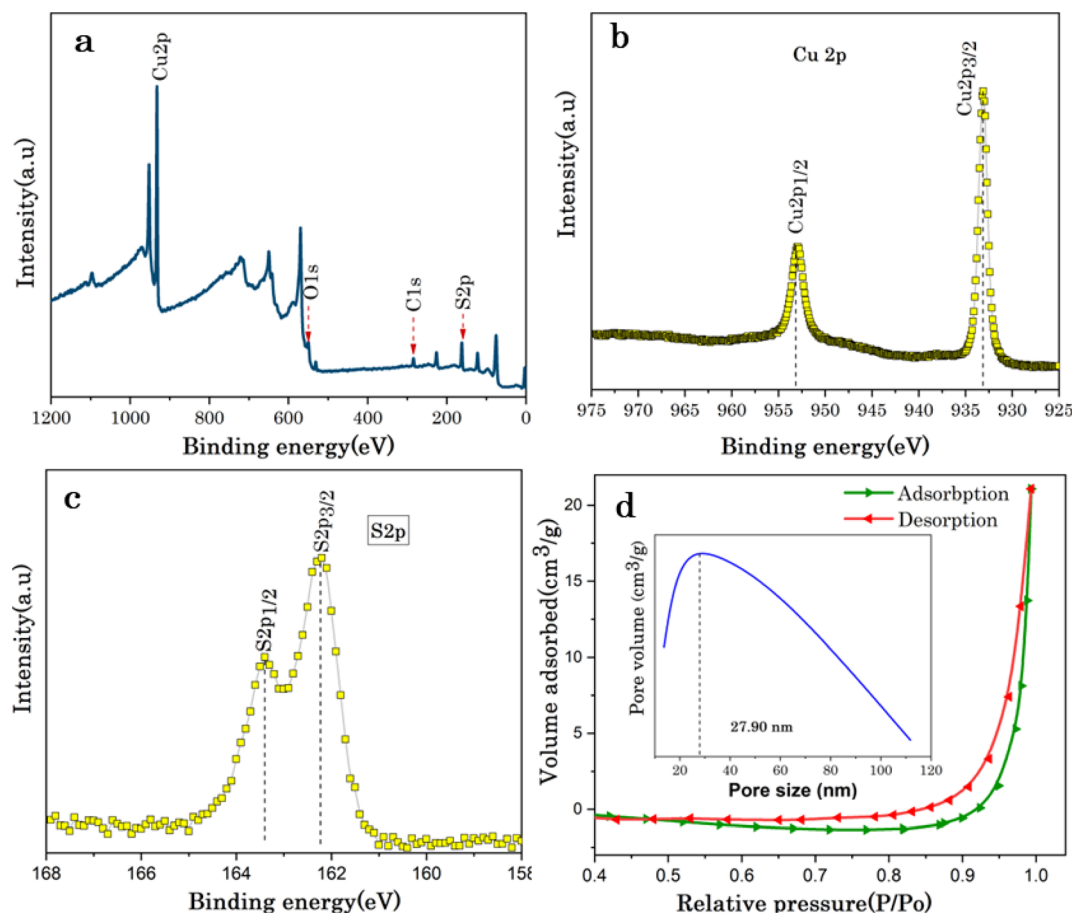 a
Cu2p
O1s
C1s
S2p
Intensity(a.u)
1200 1000 800 600 400 200 0
Binding energy(eV)
b
Cu 2p
Cu2p1/2
Cu2p3/2
Intensity(a.u)
975 970 965 960 955 950 945 940 935 930 925
Binding energy(eV)
c
S2p1/2
S2p3/2
S2p
Intensity(a.u)
168 166 164 162 160 158
Binding energy(eV)
d
Adsorbption
Desorption
Volume adsorbed(cm3/g)
20
15
10
5
0
Pore volume (cm3/g)
27.90 nm
20 40 60 80 100 120
Pore size (nm)
0.4 0.5 0.6 0.7 0.8 0.9 1.0
Relative pressure(P/Po)